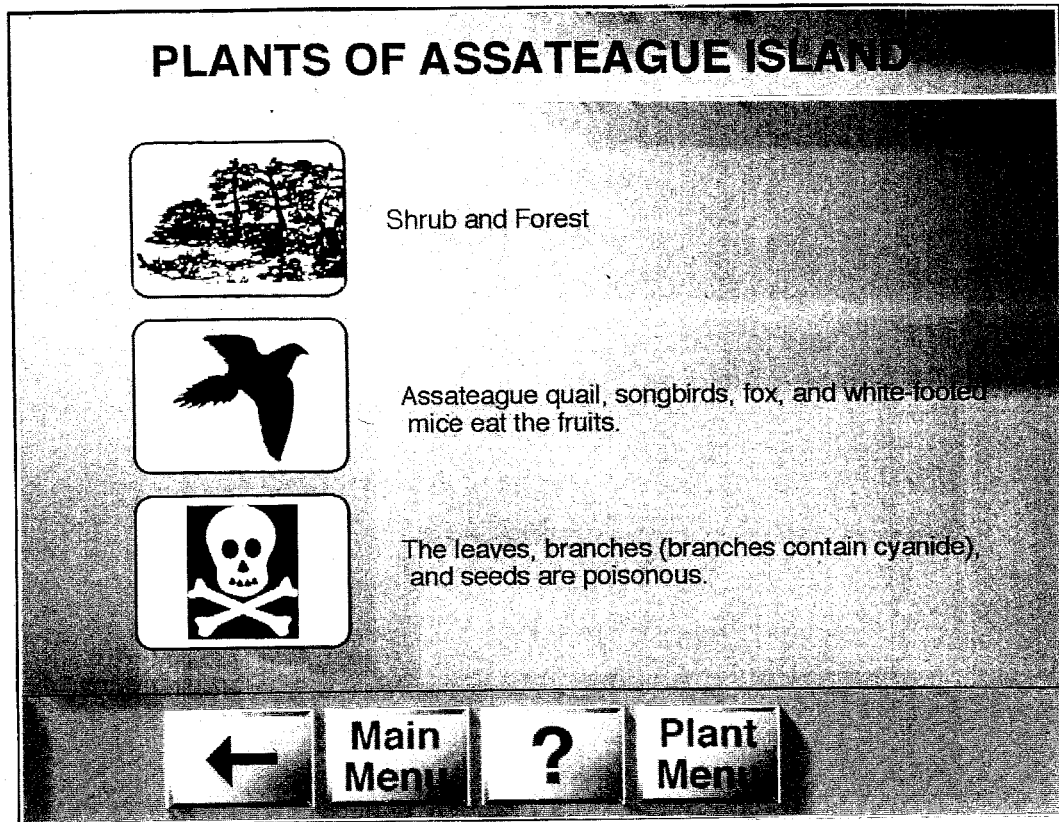 PLANTS OF ASSATEAGUE ISLAND
Shrub and Forest
Assateague quail, songbirds, fox, and white-footed
mice eat the fruits.
The leaves, branches (branches contain cyanide),
and seeds are poisonous.
Main
Menu
?
Plant
Menu